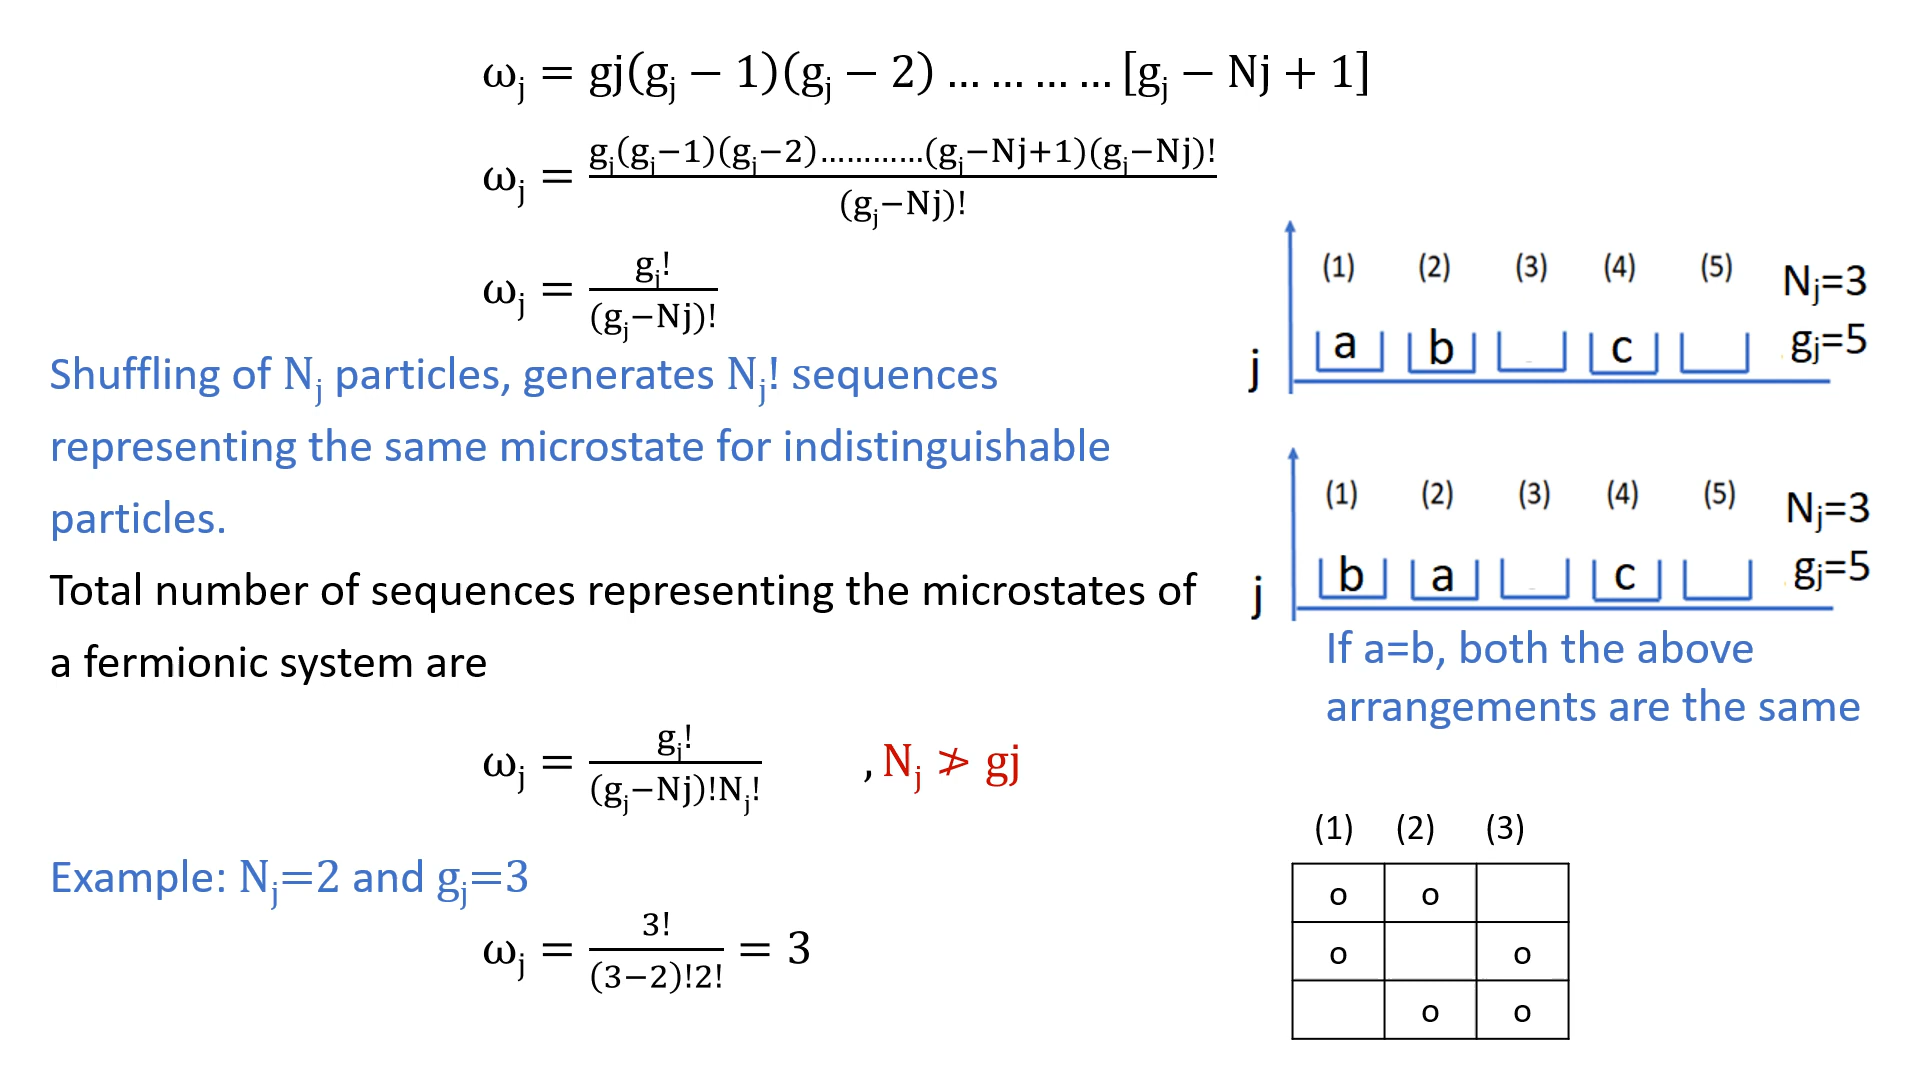 ωⱼ = gj(gⱼ − 1)(gⱼ − 2) … … … … [gⱼ − Nj + 1]
ωⱼ = gⱼ(gⱼ−1)(gⱼ−2)…………(gⱼ−Nj+1)(gⱼ−Nj)! / (gⱼ−Nj)!
ωⱼ = gⱼ! / (gⱼ−Nj)!
Shuffling of Nⱼ particles, generates Nⱼ! sequences
representing the same microstate for indistinguishable
particles.
Total number of sequences representing the microstates of
a fermionic system are
ωⱼ = gⱼ! / (gⱼ−Nj)!Nⱼ! , Nⱼ ≯ gj
Example: Nⱼ=2 and gⱼ=3
ωⱼ = 3! / (3−2)!2! = 3
(1) (2) (3) (4) (5) Nⱼ=3
j a b c gⱼ=5
(1) (2) (3) (4) (5) Nⱼ=3
j b a c gⱼ=5
If a=b, both the above
arrangements are the same
(1) (2) (3)
o o
o o
o o